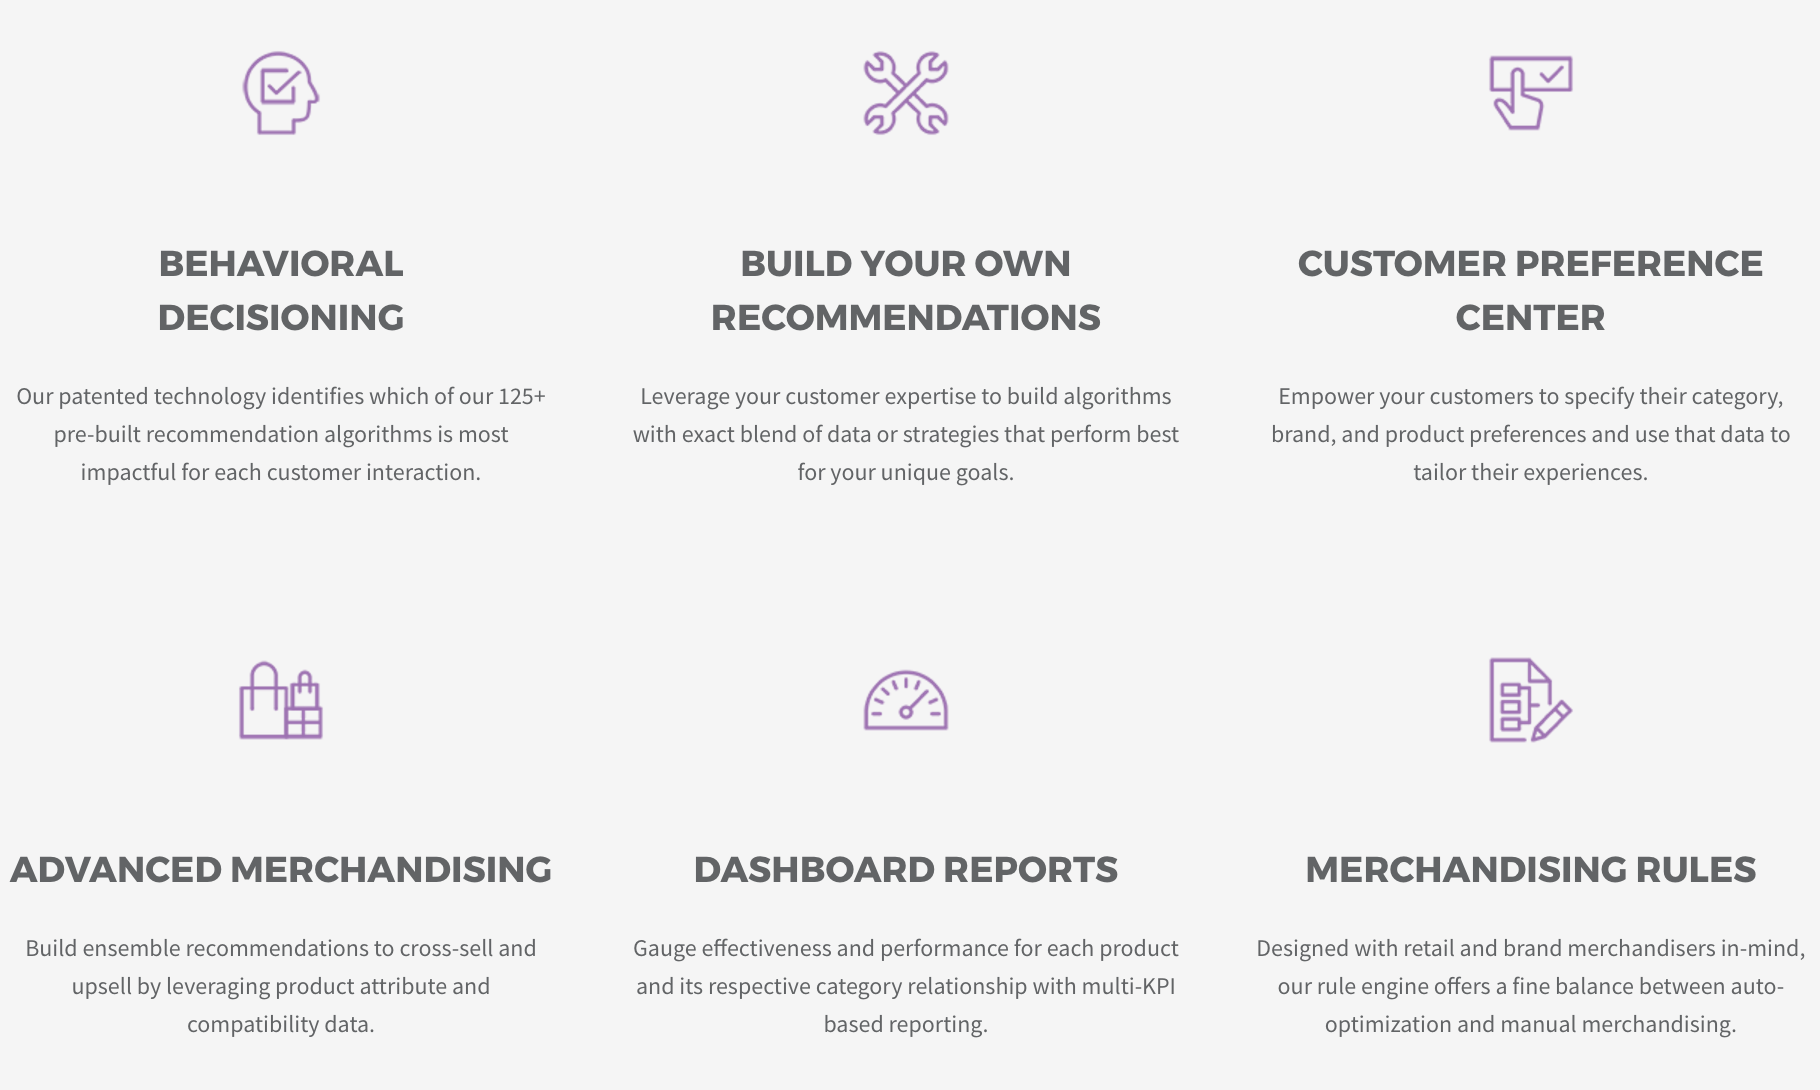 BEHAVIORAL
DECISIONING
Our patented technology identifies which of our 125+
pre-built recommendation algorithms is most
impactful for each customer interaction.
BUILD YOUR OWN
RECOMMENDATIONS
Leverage your customer expertise to build algorithms
with exact blend of data or strategies that perform best
for your unique goals.
CUSTOMER PREFERENCE
CENTER
Empower your customers to specify their category,
brand, and product preferences and use that data to
tailor their experiences.
ADVANCED MERCHANDISING
Build ensemble recommendations to cross-sell and
upsell by leveraging product attribute and
compatibility data.
DASHBOARD REPORTS
Gauge effectiveness and performance for each product
and its respective category relationship with multi-KPI
based reporting.
MERCHANDISING RULES
Designed with retail and brand merchandisers in-mind,
our rule engine offers a fine balance between auto-
optimization and manual merchandising.